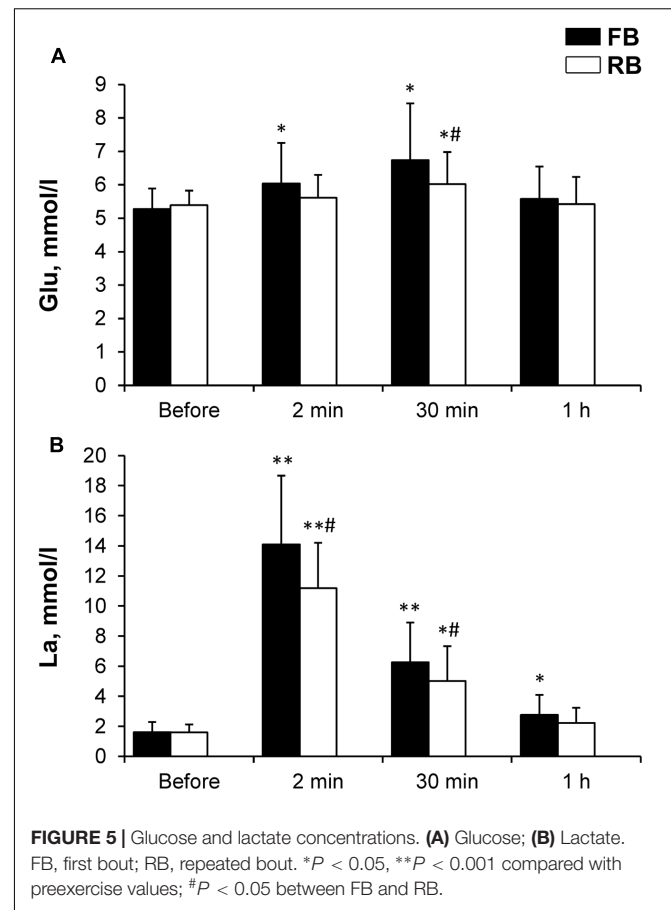 FB
RB
A
* *
*#
9
8
7
6
5
4
3
2
1
0
Glu, mmol/l
Before 2 min 30 min 1 h
B
**
**#
**
*#
*
20
18
16
14
12
10
8
6
4
2
0
La, mmol/l
Before 2 min 30 min 1 h
FIGURE 5 | Glucose and lactate concentrations. (A) Glucose; (B) Lactate.
FB, first bout; RB, repeated bout. *P < 0.05, **P < 0.001 compared with
preexercise values; #P < 0.05 between FB and RB.